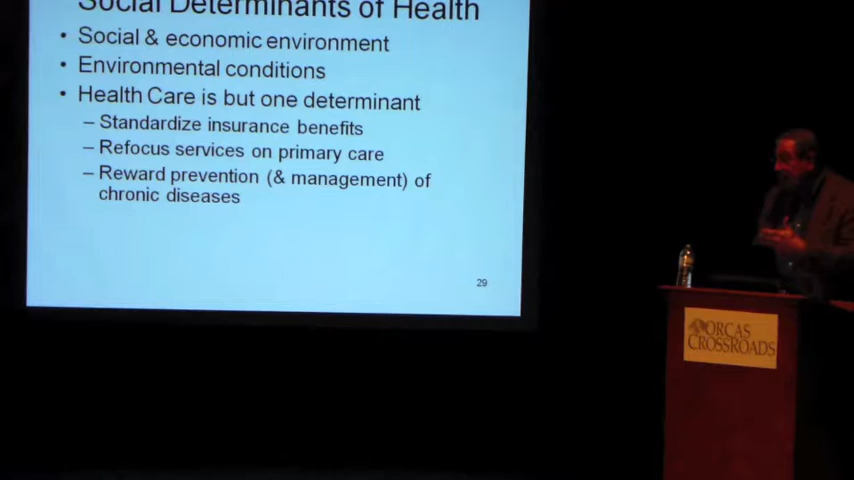 Social Determinants of Health
• Social & economic environment
• Environmental conditions
• Health Care is but one determinant
– Standardize insurance benefits
– Refocus services on primary care
– Reward prevention (& management) of
chronic diseases
29
ORCAS
CROSSROADS